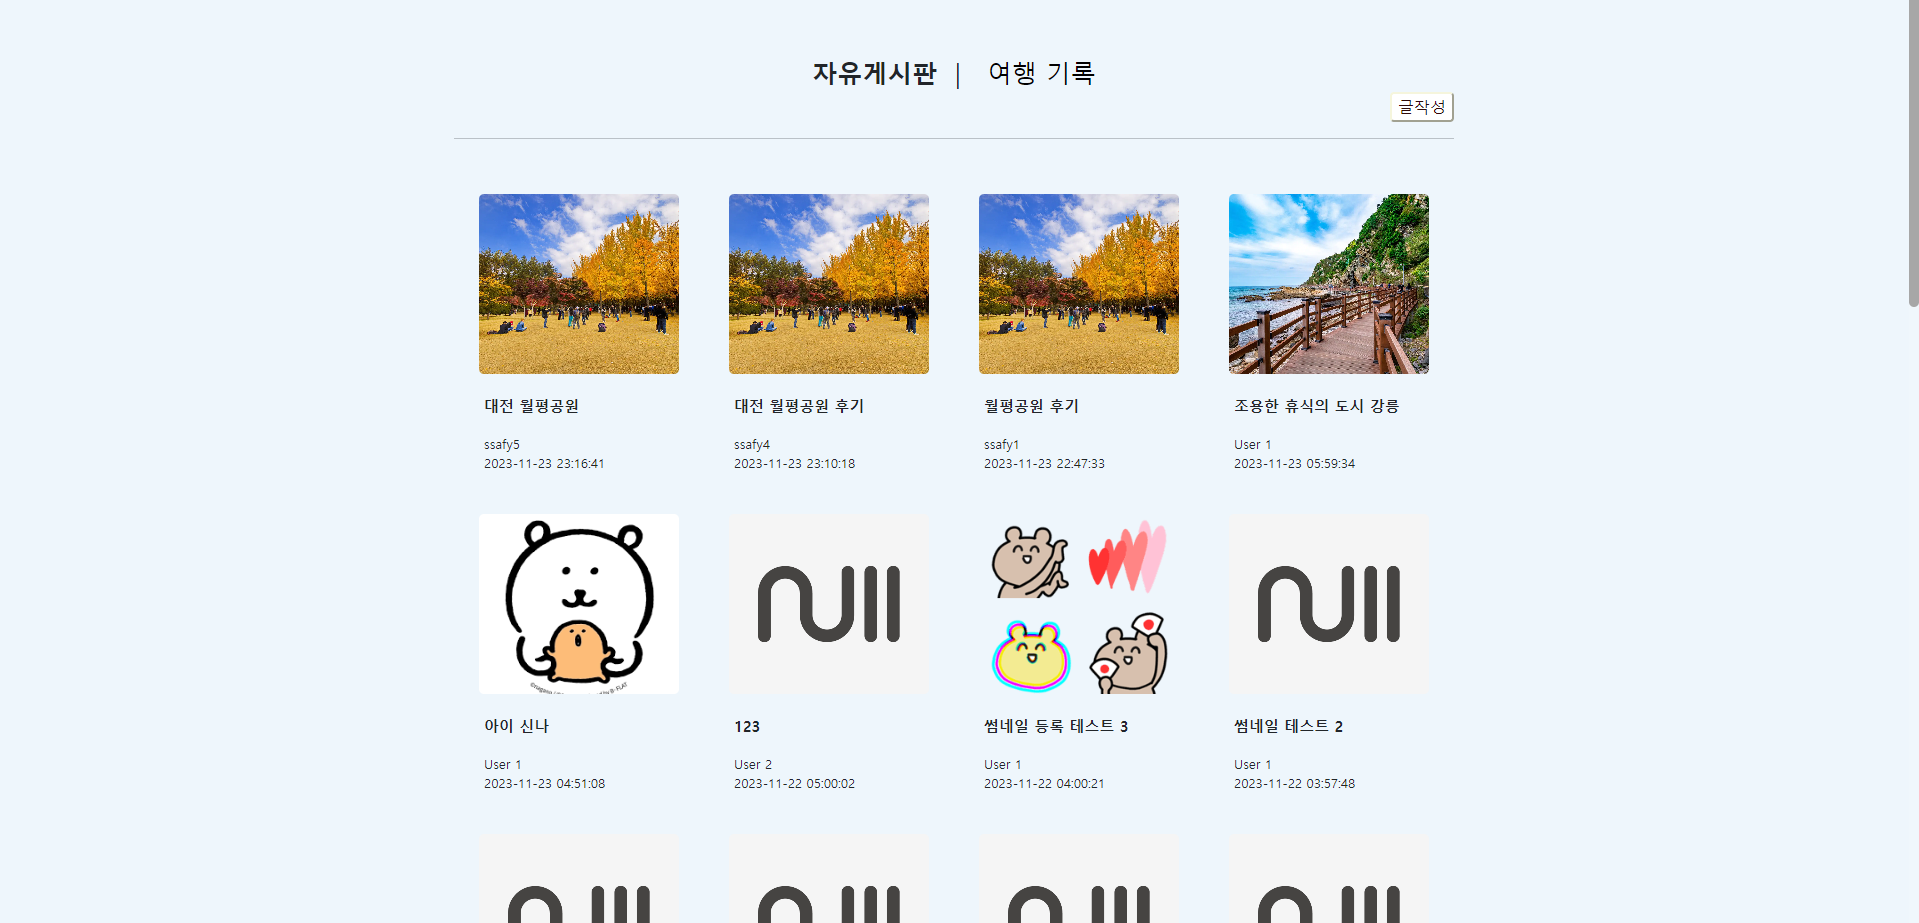 자유게시판 | 여행 기록
글작성
대전 월평공원
ssafy5
2023-11-23 23:16:41
대전 월평공원 후기
ssafy4
2023-11-23 23:10:18
월평공원 후기
ssafy1
2023-11-23 22:47:33
조용한 휴식의 도시 강릉
User 1
2023-11-23 05:59:34
아이 신나
User 1
2023-11-23 04:51:08
123
User 2
2023-11-22 05:00:02
썸네일 등록 테스트 3
User 1
2023-11-22 04:00:21
썸네일 테스트 2
User 1
2023-11-22 03:57:48